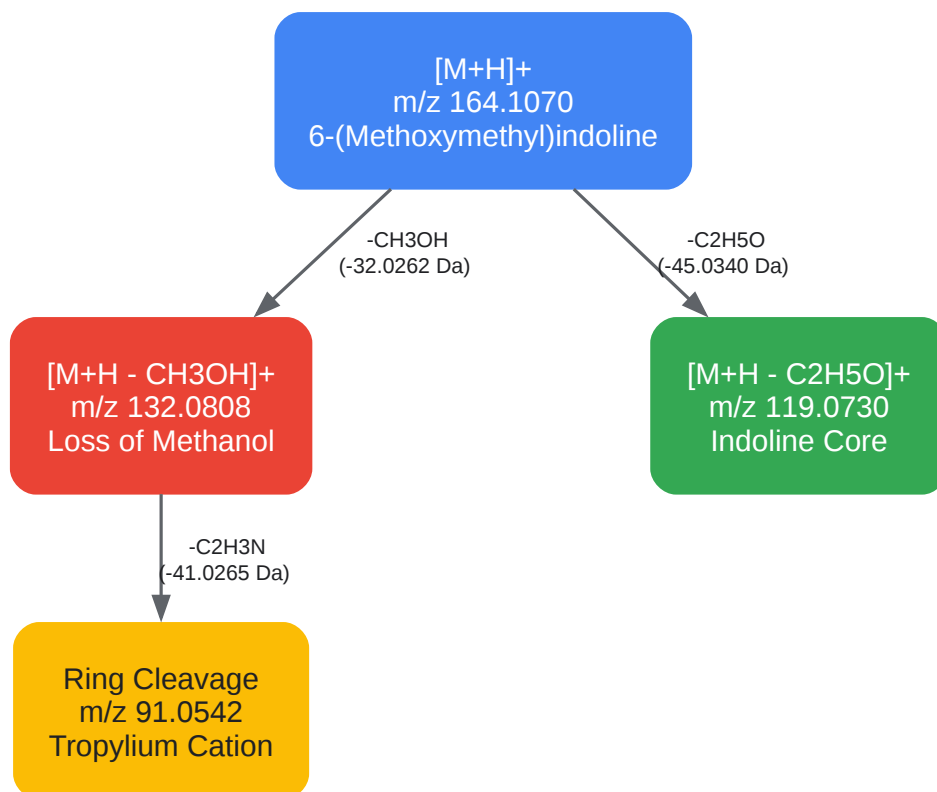 [M+H]+
m/z 164.1070
6-(Methoxymethyl)indoline
-CH3OH
(-32.0262 Da)
-C2H5O
(-45.0340 Da)
[M+H - CH3OH]+
m/z 132.0808
Loss of Methanol
[M+H - C2H5O]+
m/z 119.0730
Indoline Core
-C2H3N
(-41.0265 Da)
Ring Cleavage
m/z 91.0542
Tropylium Cation